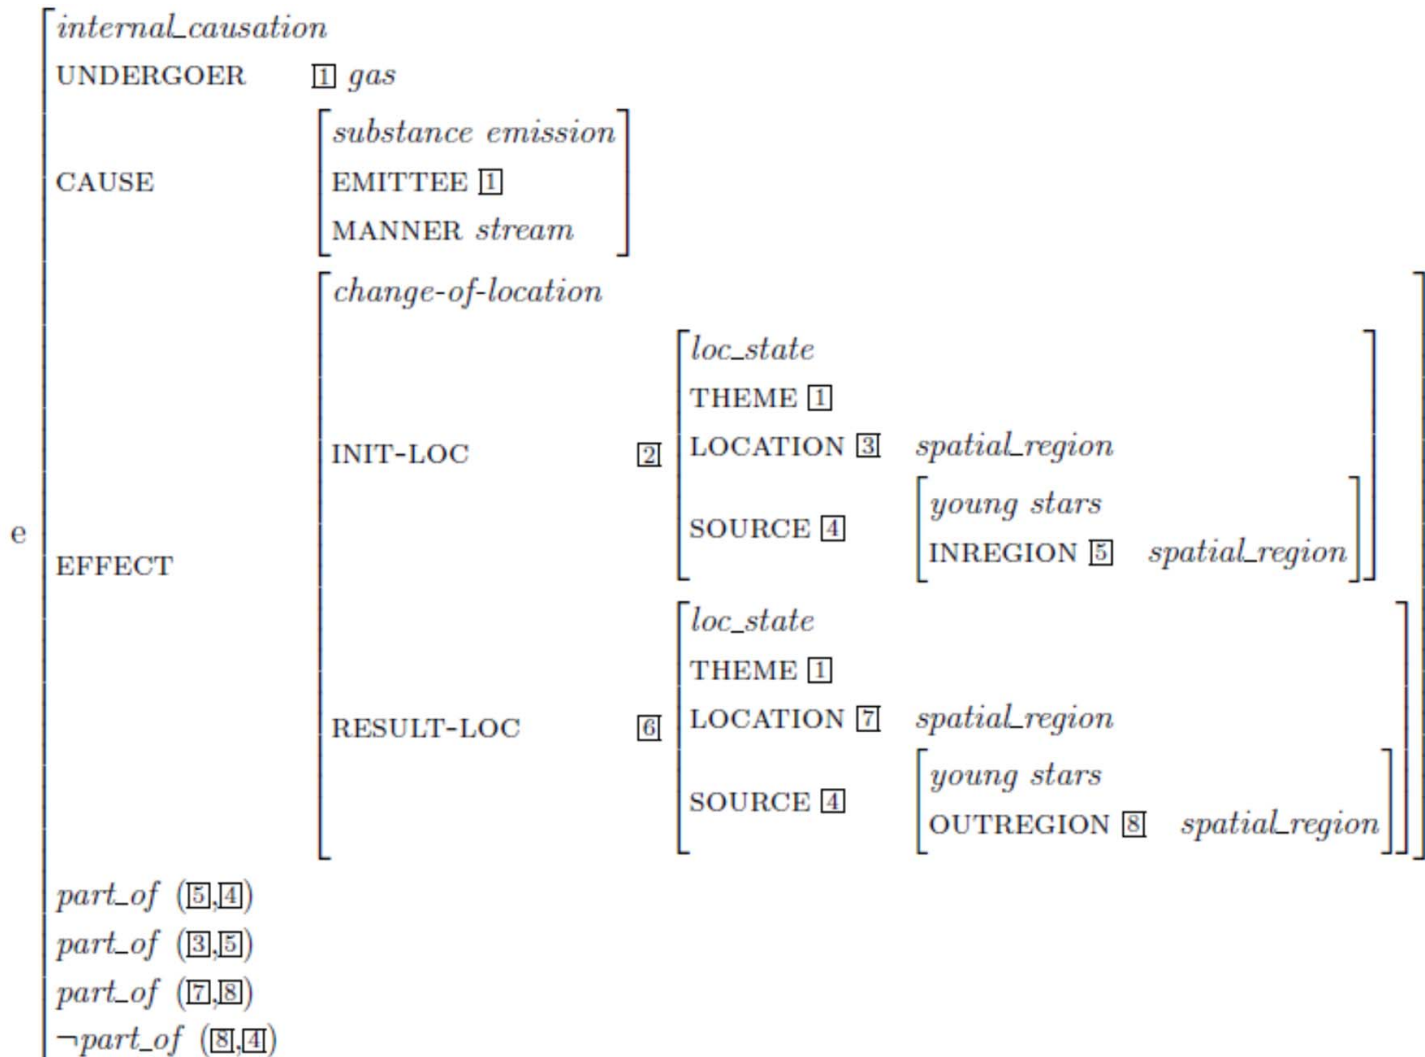 internal_causation
UNDERGOER 1 gas
substance emission
CAUSE EMITTEE 1
MANNER stream
change-of-location
loc_state
THEME 1
INIT-LOC 2 LOCATION 3 spatial_region
young stars
SOURCE 4
e
INREGION 5 spatial_region
EFFECT
loc_state
THEME 1
RESULT-LOC 6 LOCATION 7 spatial_region
young stars
SOURCE 4
OUTREGION 8 spatial_region
part_of (5,4)
part_of (3,5)
part_of (7,8)
¬part_of (8,4)